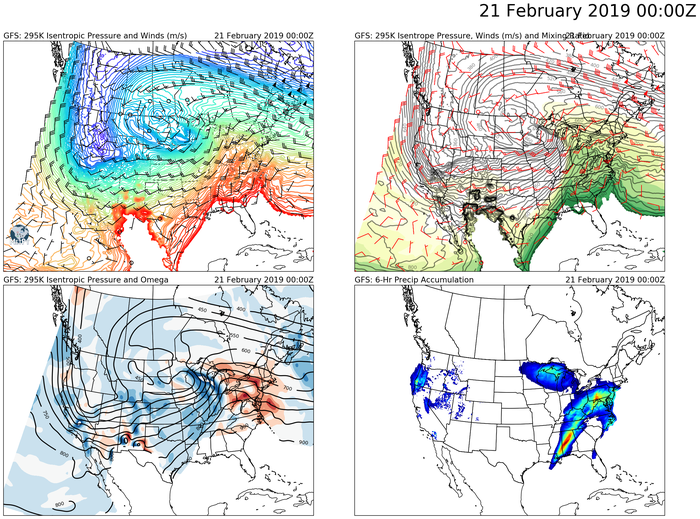 21 February 2019 00:00Z
GFS: 295K Isentropic Pressure and Winds (m/s) 21 February 2019 00:00Z
GFS: 295K Isentrope Pressure, Winds (m/s) and Mixing Ratio 21 February 2019 00:00Z
GFS: 295K Isentropic Pressure and Omega 21 February 2019 00:00Z
GFS: 6-Hr Precip Accumulation 21 February 2019 00:00Z
450
400
550
600
700
750
800
900